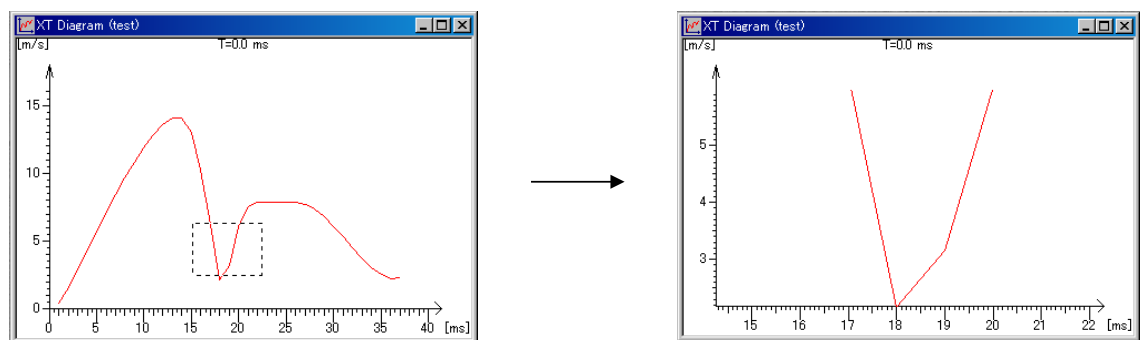 XT Diagram (test)
[m/s]
T=0.0 ms
15
10
5
0
0 5 10 15 20 25 30 35 40 [ms]
XT Diagram (test)
[m/s]
T=0.0 ms
5
4
3
15 16 17 18 19 20 21 22 [ms]